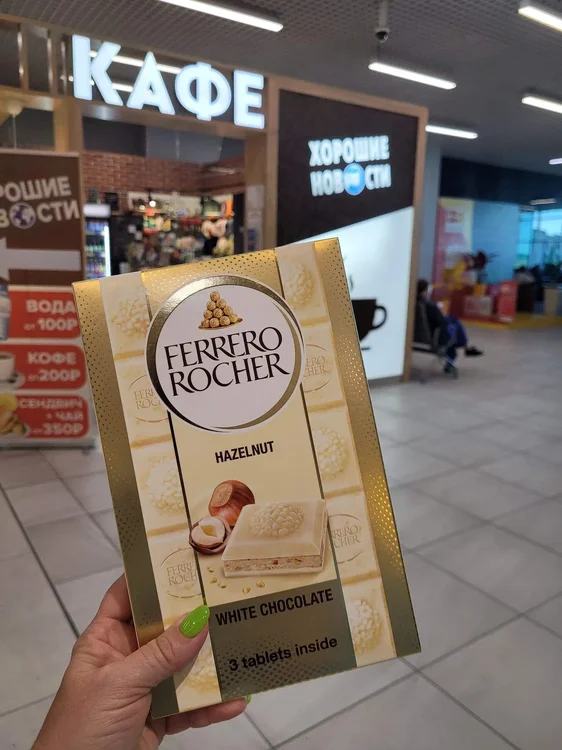 КАФЕ
ХОРОШИЕ
НОВОСТИ
РОШИЕ
ВОСТИ
ВОДА
от 100Р
КОФЕ
от 200Р
СЕНДВИЧ
+ ЧАЙ
от 350Р
FERRERO
ROCHER
HAZELNUT
WHITE CHOCOLATE
3 tablets inside